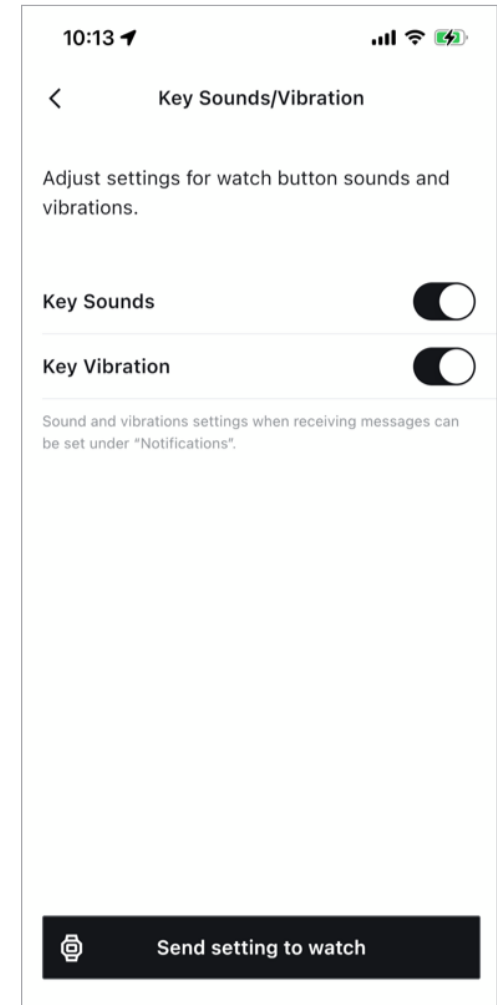 10:13
Key Sounds/Vibration
Adjust settings for watch button sounds and
vibrations.
Key Sounds
Key Vibration
Sound and vibrations settings when receiving messages can
be set under "Notifications".
Send setting to watch